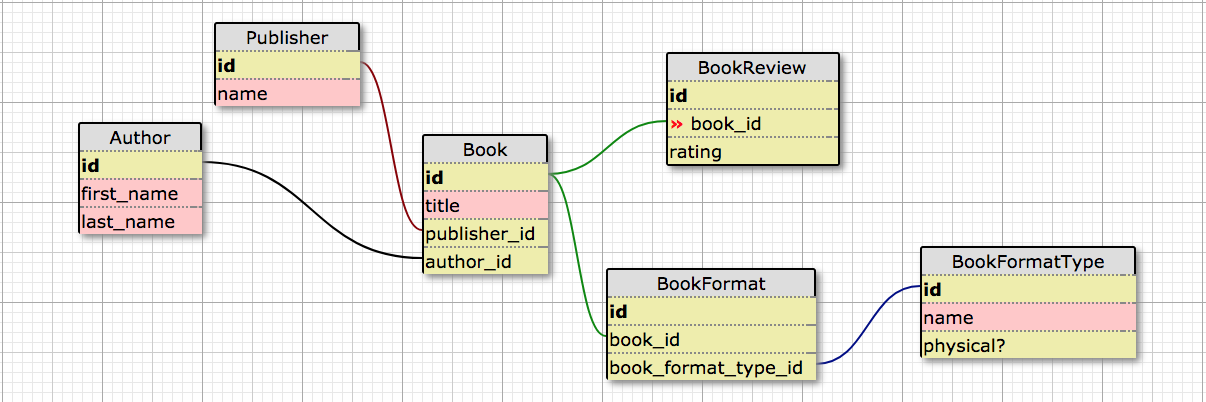 Publisher
id
name
Author
id
first_name
last_name
Book
id
title
publisher_id
author_id
BookReview
id
» book_id
rating
BookFormat
id
book_id
book_format_type_id
BookFormatType
id
name
physical?